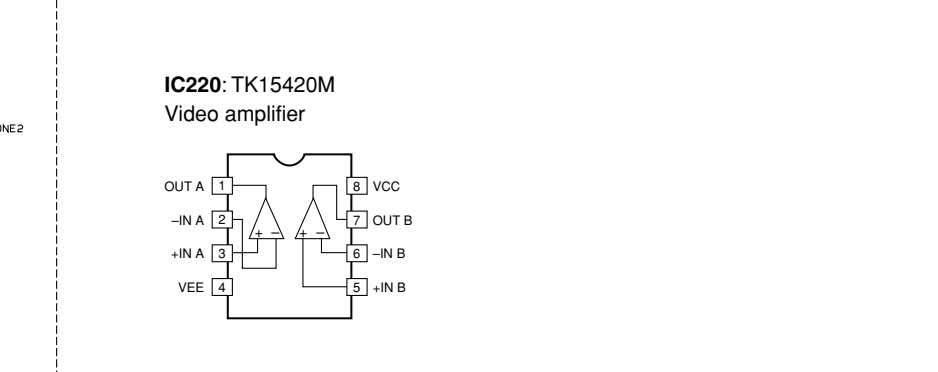 IC220: TK15420M
Video amplifier
NE2
OUT A 1 8 VCC
–IN A 2 7 OUT B
+ – + –
+IN A 3 6 –IN B
VEE 4 5 +IN B